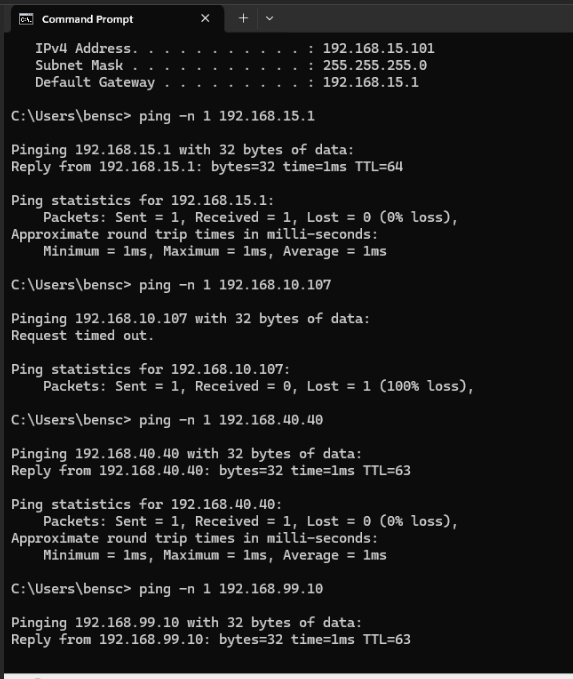 Command Prompt
IPv4 Address. . . . . . . . . . . : 192.168.15.101
Subnet Mask . . . . . . . . . . . : 255.255.255.0
Default Gateway . . . . . . . . . : 192.168.15.1
C:\Users\bensc> ping -n 1 192.168.15.1
Pinging 192.168.15.1 with 32 bytes of data:
Reply from 192.168.15.1: bytes=32 time=1ms TTL=64
Ping statistics for 192.168.15.1:
Packets: Sent = 1, Received = 1, Lost = 0 (0% loss),
Approximate round trip times in milli-seconds:
Minimum = 1ms, Maximum = 1ms, Average = 1ms
C:\Users\bensc> ping -n 1 192.168.10.107
Pinging 192.168.10.107 with 32 bytes of data:
Request timed out.
Ping statistics for 192.168.10.107:
Packets: Sent = 1, Received = 0, Lost = 1 (100% loss),
C:\Users\bensc> ping -n 1 192.168.40.40
Pinging 192.168.40.40 with 32 bytes of data:
Reply from 192.168.40.40: bytes=32 time=1ms TTL=63
Ping statistics for 192.168.40.40:
Packets: Sent = 1, Received = 1, Lost = 0 (0% loss),
Approximate round trip times in milli-seconds:
Minimum = 1ms, Maximum = 1ms, Average = 1ms
C:\Users\bensc> ping -n 1 192.168.99.10
Pinging 192.168.99.10 with 32 bytes of data:
Reply from 192.168.99.10: bytes=32 time=1ms TTL=63